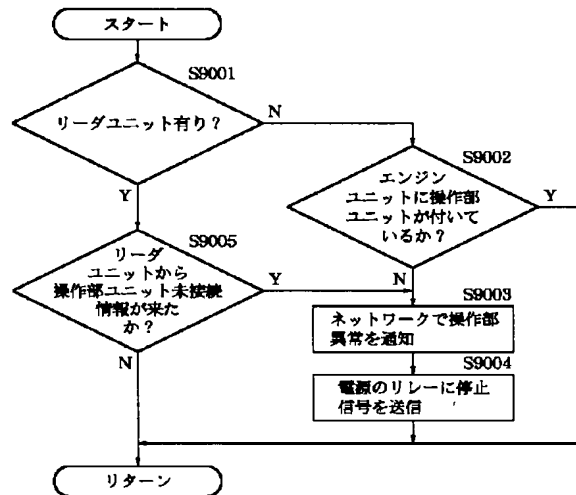 スタート
S9001
リーダユニット有り？
N
Y
S9002
エンジン
ユニットに操作部
ユニットが付いて
いるか？
Y
N
S9005
リーダ
ユニットから
操作部ユニット未接続
情報が来た
か？
Y
N
S9003
ネットワークで操作部
異常を通知
S9004
電源のリレーに停止
信号を送信
リターン